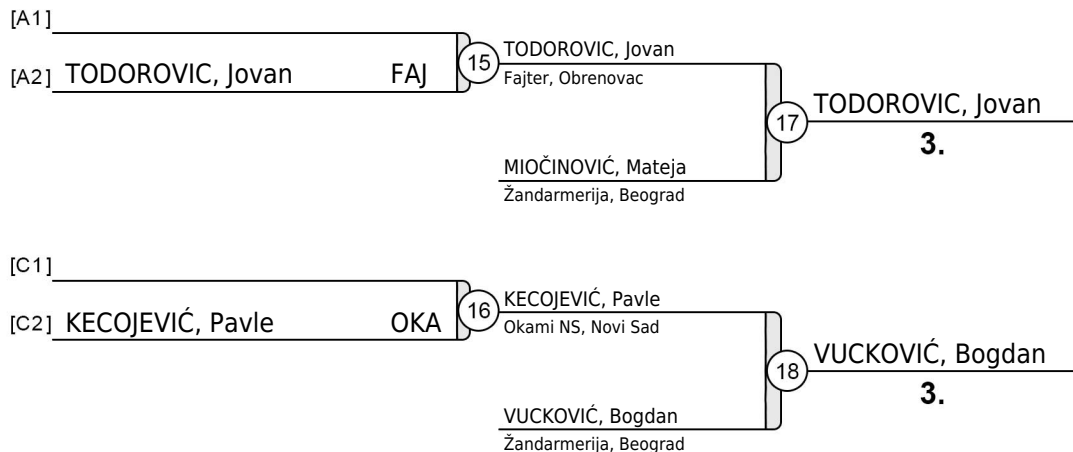 [A1]
[A2] TODOROVIC, Jovan FAJ
15
TODOROVIC, Jovan
Fajter, Obrenovac
17
TODOROVIC, Jovan
3.
MIOČINOVIĆ, Mateja
Žandarmerija, Beograd
[C1]
[C2] KECOJEVIĆ, Pavle OKA
16
KECOJEVIĆ, Pavle
Okami NS, Novi Sad
18
VUCKOVIĆ, Bogdan
3.
VUCKOVIĆ, Bogdan
Žandarmerija, Beograd